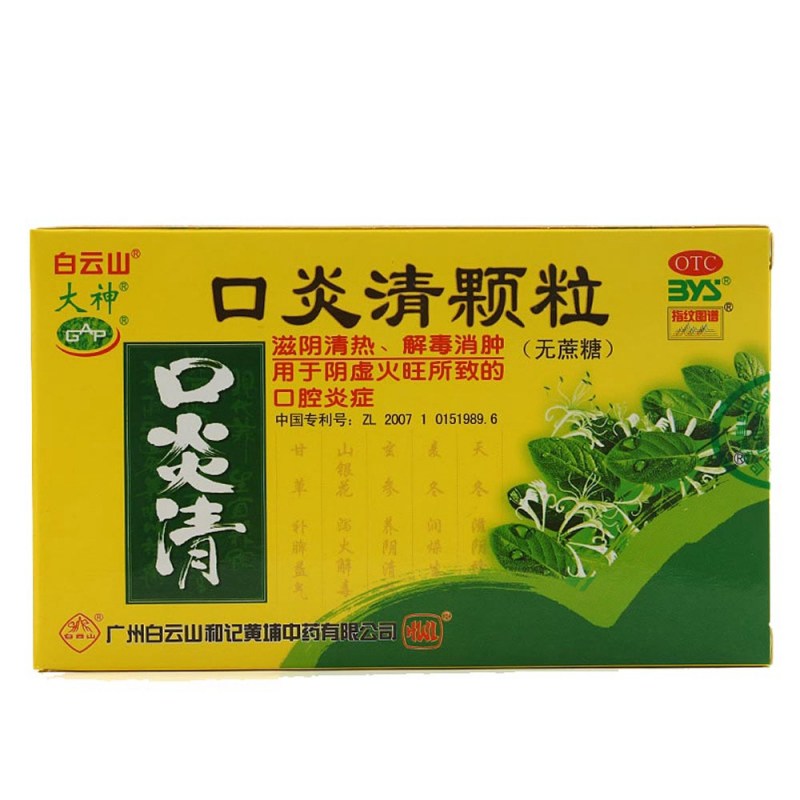 白云山®
大神®
GAP®
口炎清颗粒
(无蔗糖)
滋阴清热、解毒消肿
用于阴虚火旺所致的
口腔炎症
中国专利号:ZL 2007 1 0151989.6
OTC
BYS®
指纹图谱®
口炎清
天冬
麦冬
玄参
山银花
甘草
养阴清
泻火解毒
补脾益气
白云山®
广州白云山和记黄埔中药有限公司
®